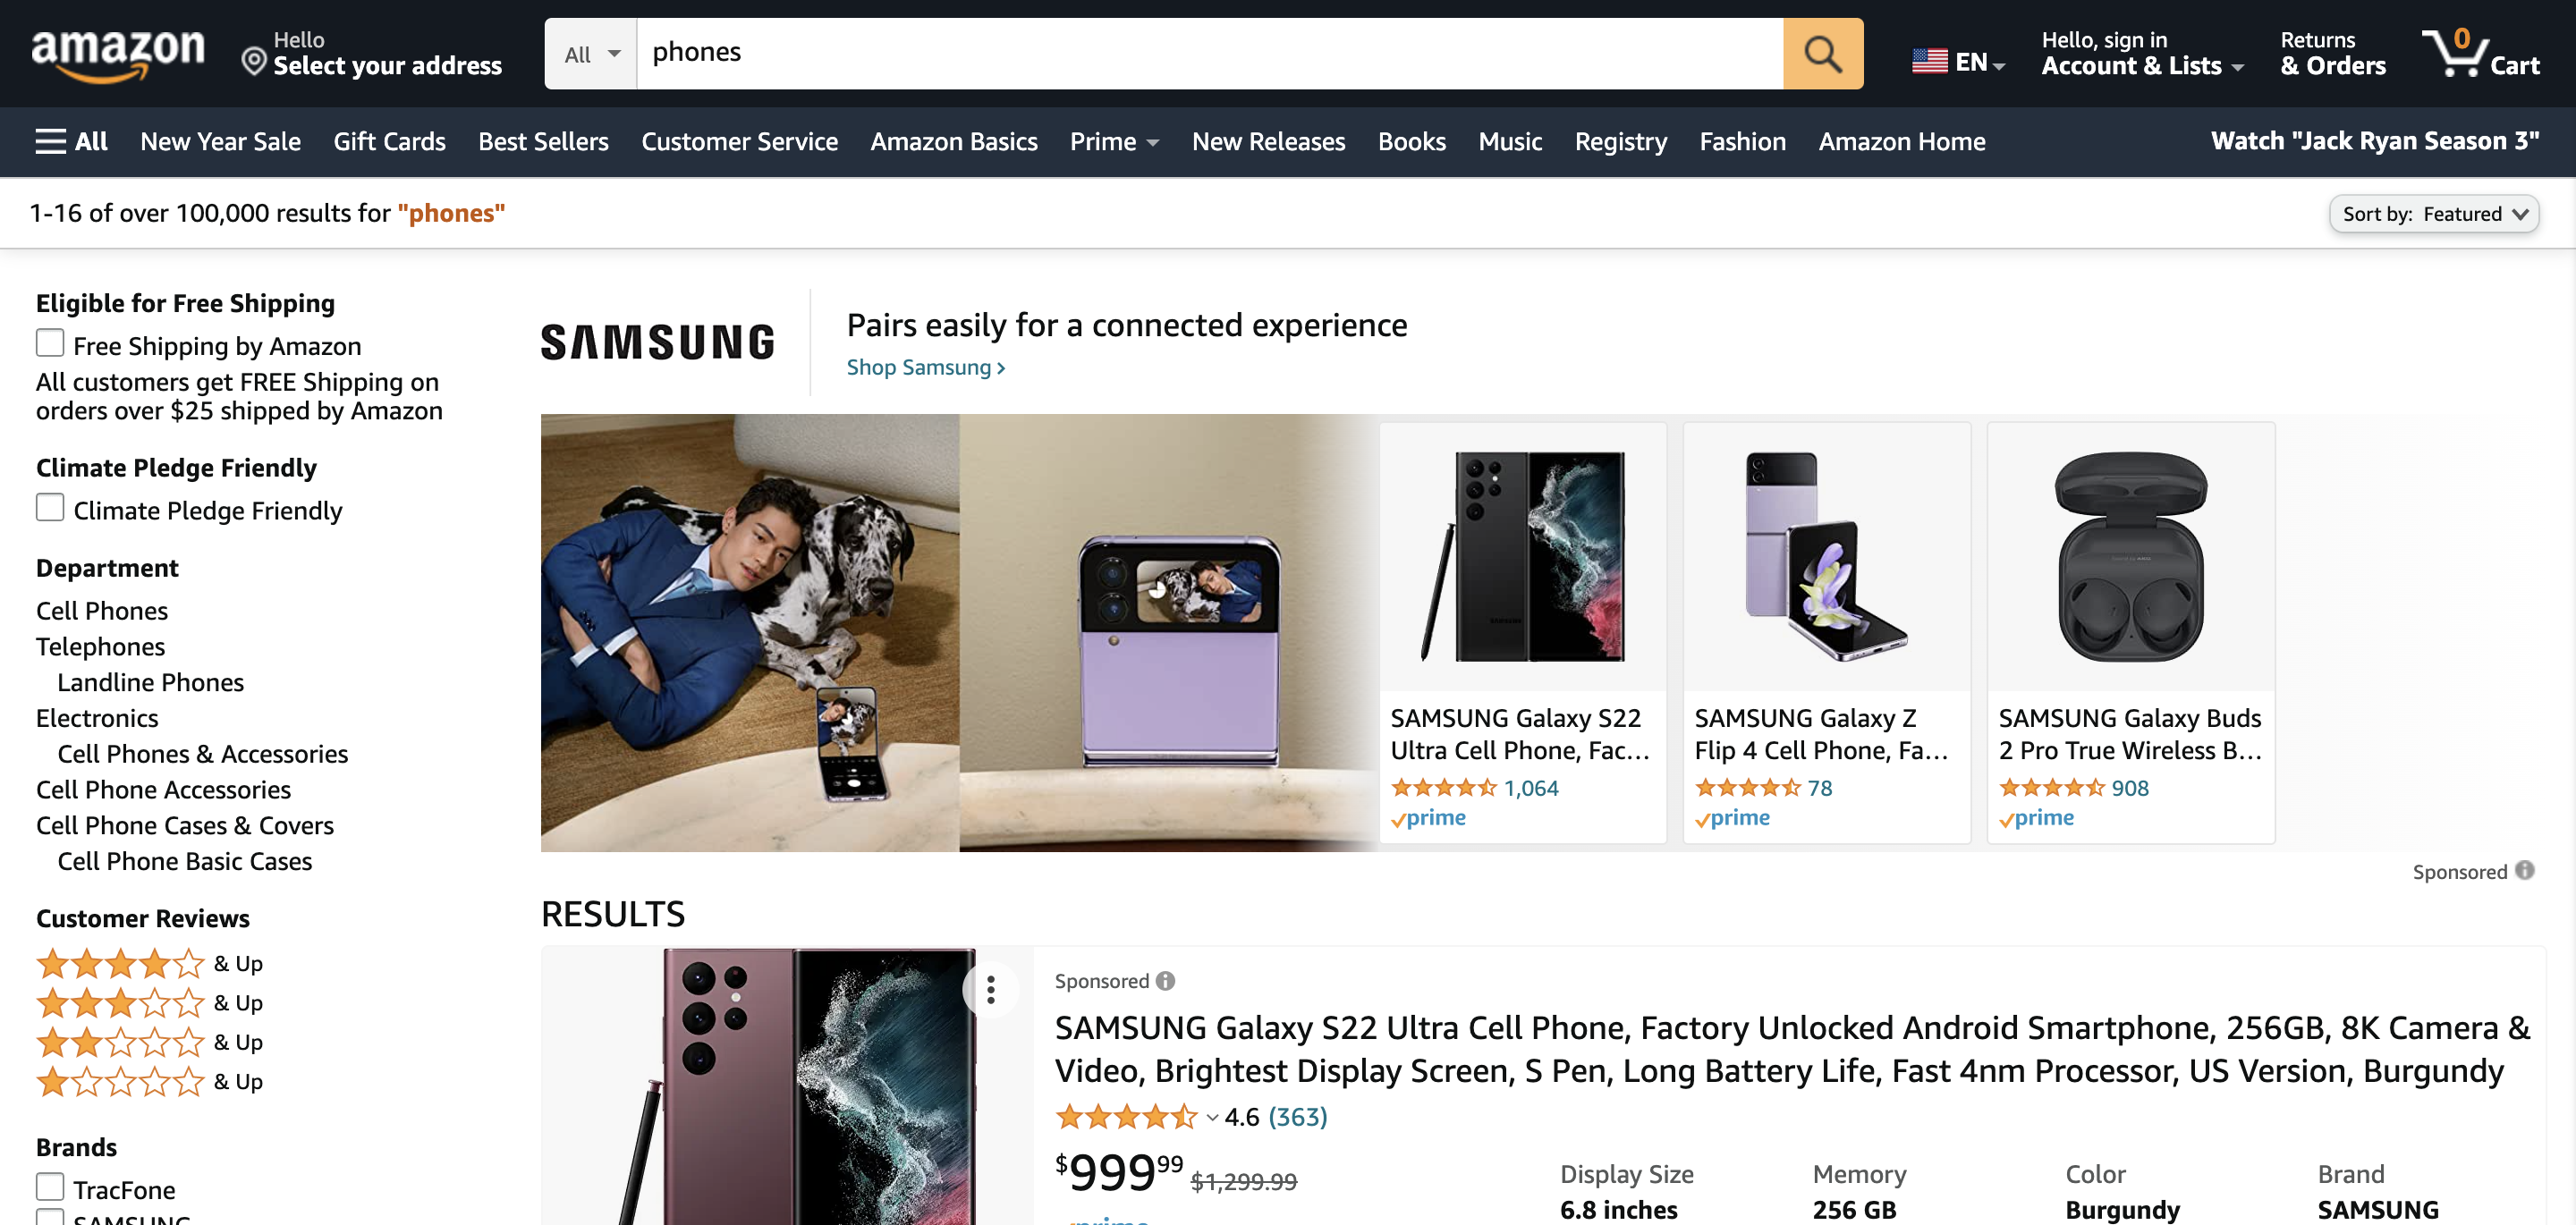 amazon
Hello
Select your address
All
phones
EN
Hello, sign in
Account & Lists
Returns
& Orders
0
Cart
All
New Year Sale
Gift Cards
Best Sellers
Customer Service
Amazon Basics
Prime
New Releases
Books
Music
Registry
Fashion
Amazon Home
Watch "Jack Ryan Season 3"
1-16 of over 100,000 results for "phones"
Sort by: Featured
Eligible for Free Shipping
Free Shipping by Amazon
All customers get FREE Shipping on
orders over $25 shipped by Amazon
Climate Pledge Friendly
Climate Pledge Friendly
Department
Cell Phones
Telephones
Landline Phones
Electronics
Cell Phones & Accessories
Cell Phone Accessories
Cell Phone Cases & Covers
Cell Phone Basic Cases
Customer Reviews
& Up
& Up
& Up
& Up
Brands
TracFone
SAMSUNG
SAMSUNG
Pairs easily for a connected experience
Shop Samsung ›
SAMSUNG Galaxy S22
Ultra Cell Phone, Fac...
1,064
prime
SAMSUNG Galaxy Z
Flip 4 Cell Phone, Fa...
78
prime
SAMSUNG Galaxy Buds
2 Pro True Wireless B...
908
prime
Sponsored
RESULTS
Sponsored
SAMSUNG Galaxy S22 Ultra Cell Phone, Factory Unlocked Android Smartphone, 256GB, 8K Camera &
Video, Brightest Display Screen, S Pen, Long Battery Life, Fast 4nm Processor, US Version, Burgundy
4.6 (363)
$999 99 $1,299.99
prime
Display Size
6.8 inches
Memory
256 GB
Color
Burgundy
Brand
SAMSUNG